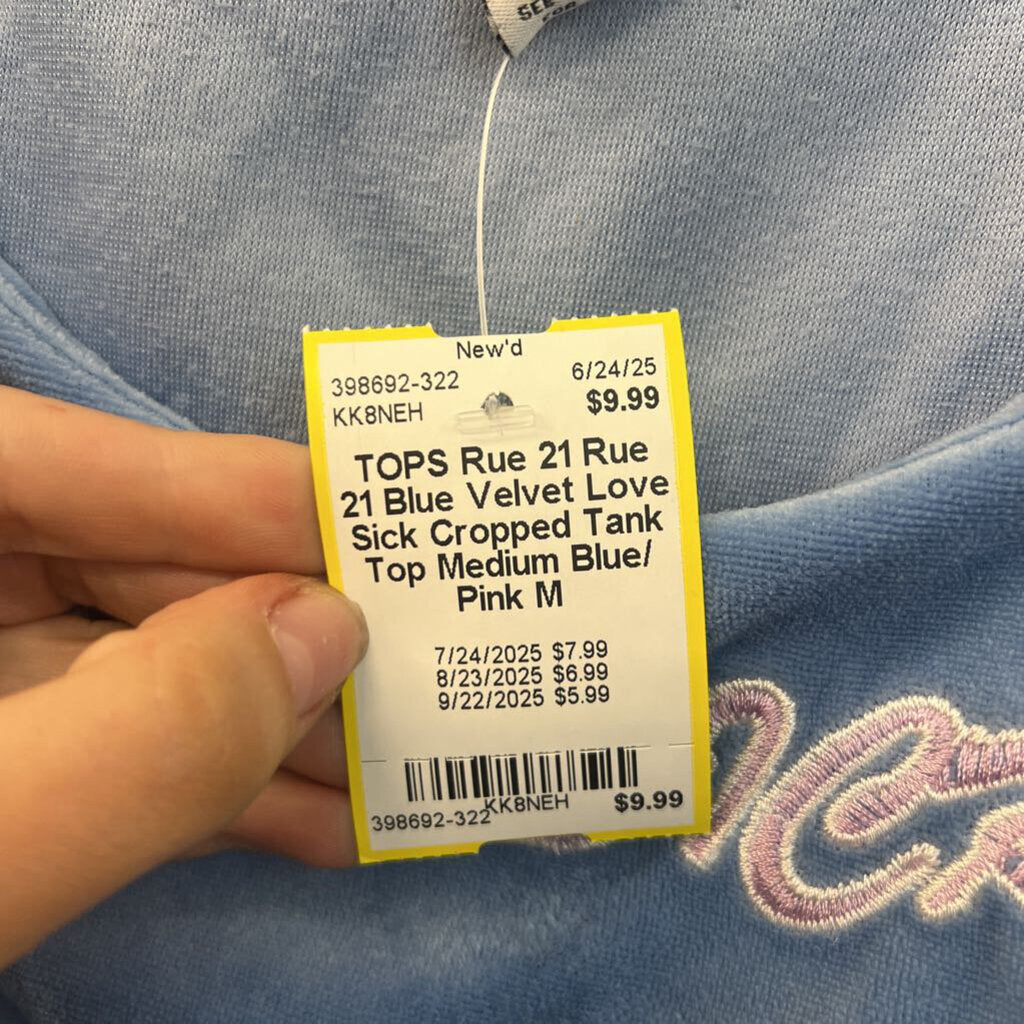 SEE
FOR
New'd
398692-322 6/24/25
KK8NEH $9.99
TOPS Rue 21 Rue
21 Blue Velvet Love
Sick Cropped Tank
Top Medium Blue/
Pink M
7/24/2025 $7.99
8/23/2025 $6.99
9/22/2025 $5.99
KK8NEH $9.99
398692-322